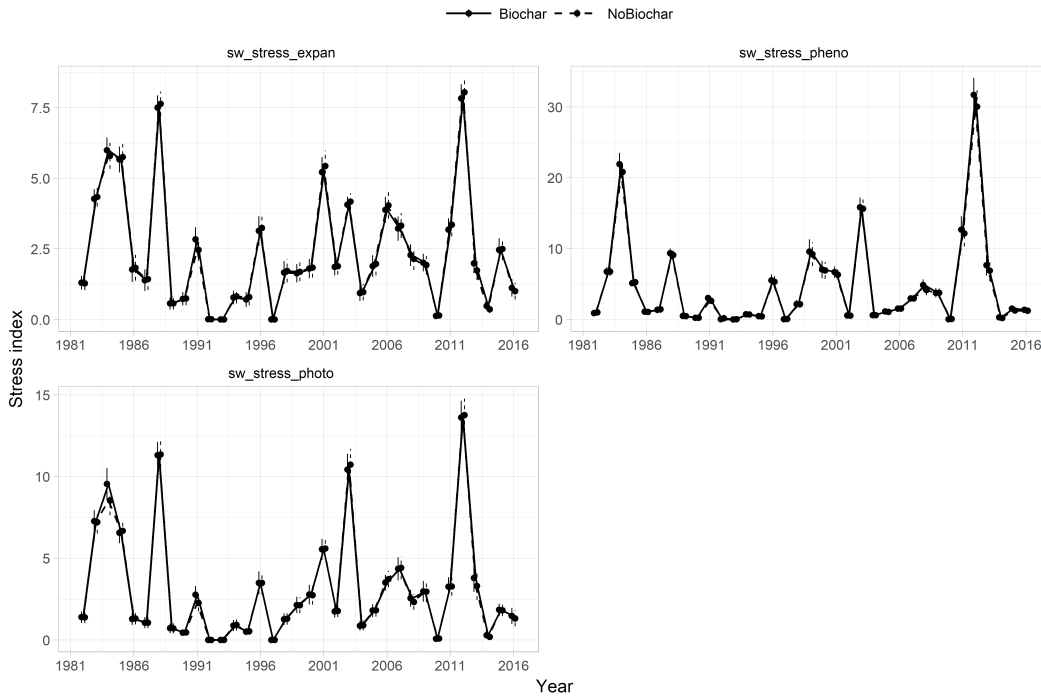 Biochar NoBiochar
sw_stress_expan
sw_stress_pheno
7.5
5.0
2.5
0.0
30
20
10
0
1981 1986 1991 1996 2001 2006 2011 2016
1981 1986 1991 1996 2001 2006 2011 2016
Stress index
sw_stress_photo
15
10
5
0
1981 1986 1991 1996 2001 2006 2011 2016
Year